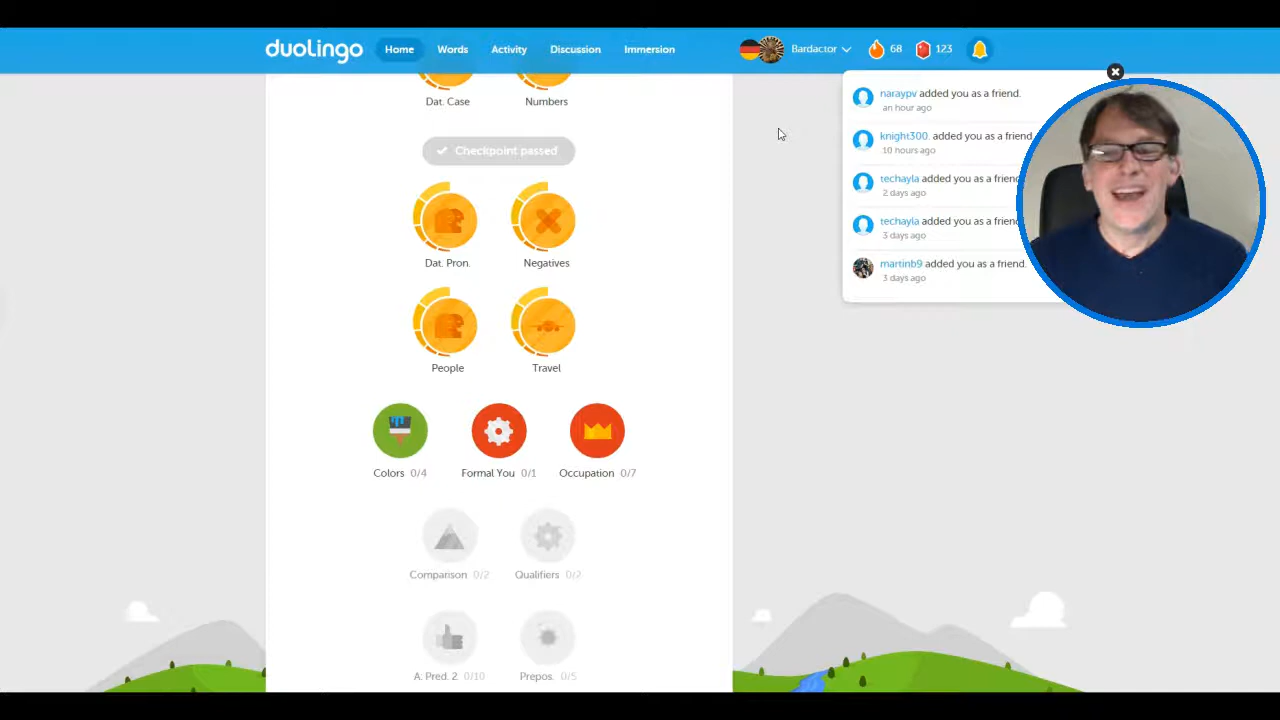 duolingo Home Words Activity Discussion Immersion Bardactor 68 123
naraypv added you as a friend.
an hour ago
knight300. added you as a friend
10 hours ago
techayla added you as a friend
2 days ago
techayla added you as a friend
3 days ago
martinb9 added you as a friend.
3 days ago
Dat. Case Numbers
Checkpoint passed
Dat. Pron. Negatives
People Travel
Colors 0/4 Formal You 0/1 Occupation 0/7
Comparison 0/2 Qualifiers 0/2
A. Pred. 2 0/10 Prepos. 0/5